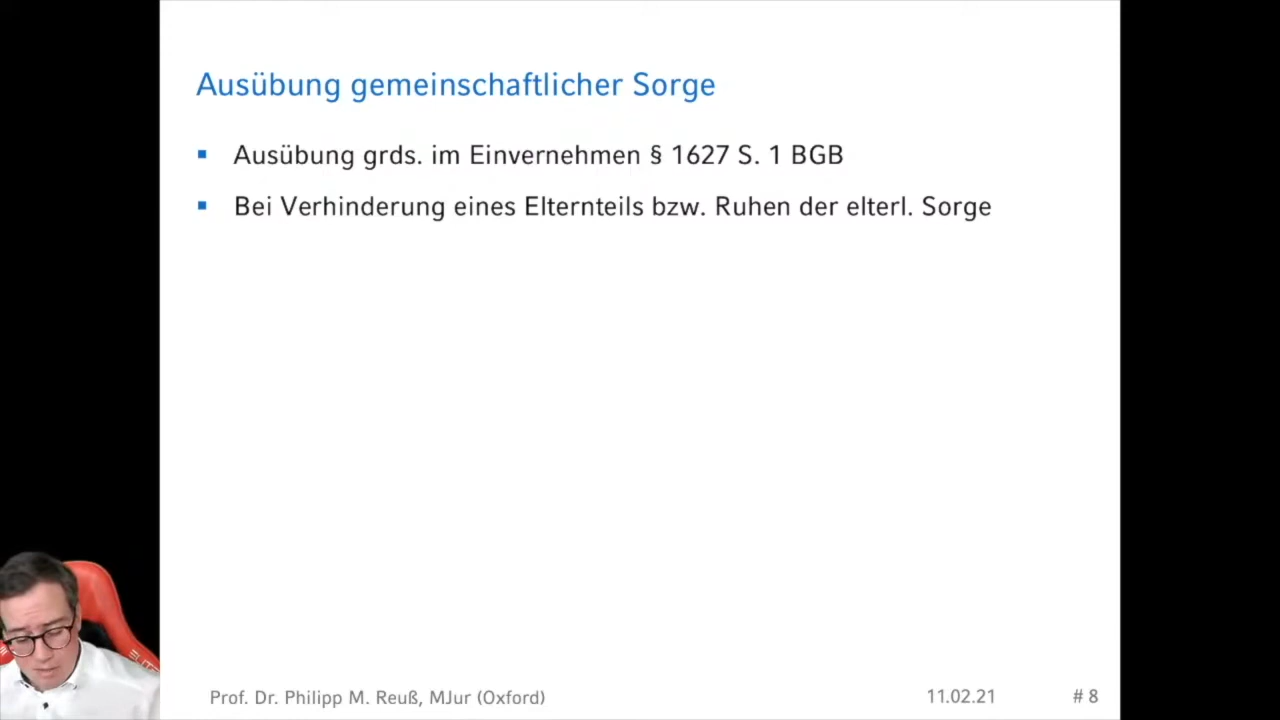 Ausübung gemeinschaftlicher Sorge
▪ Ausübung grds. im Einvernehmen § 1627 S. 1 BGB
▪ Bei Verhinderung eines Elternteils bzw. Ruhen der elterl. Sorge
Prof. Dr. Philipp M. Reuß, MJur (Oxford) 11.02.21 # 8